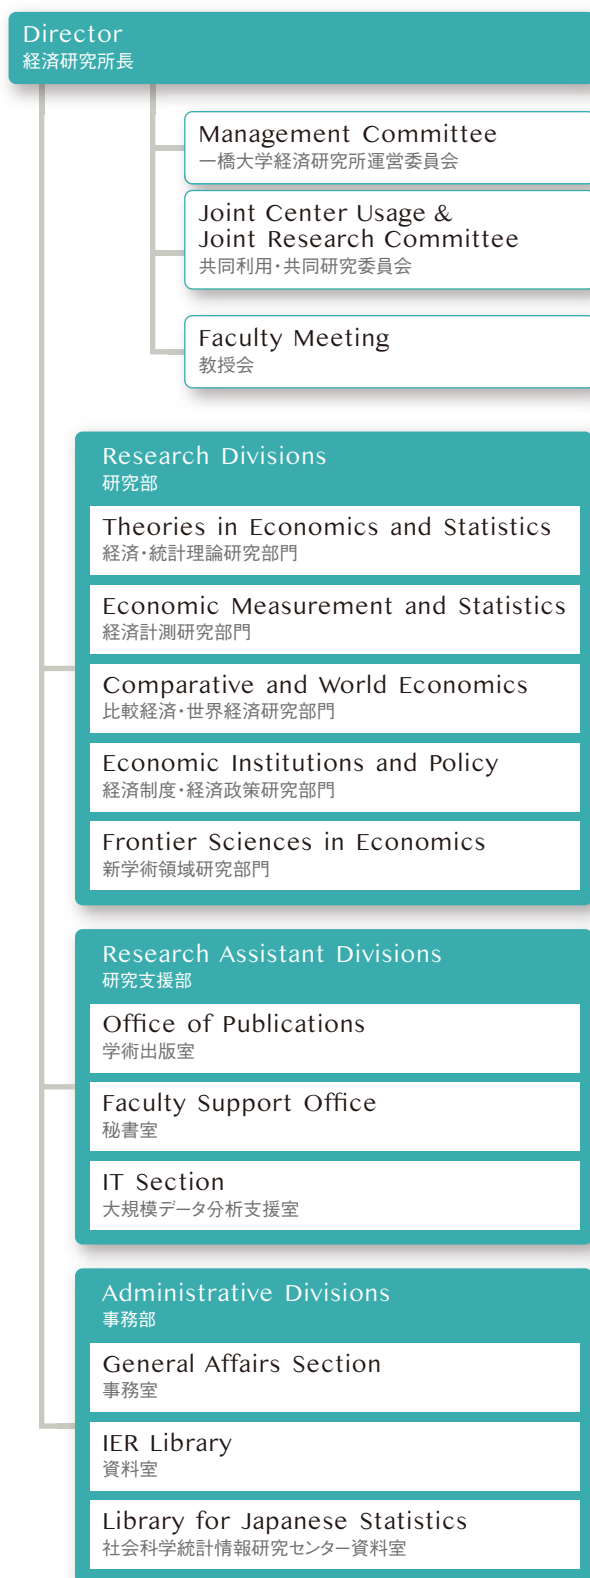 Director
経済研究所長
Management Committee
一橋大学経済研究所運営委員会
Joint Center Usage &
Joint Research Committee
共同利用・共同研究委員会
Faculty Meeting
教授会
Research Divisions
研究部
Theories in Economics and Statistics
経済・統計理論研究部門
Economic Measurement and Statistics
経済計測研究部門
Comparative and World Economics
比較経済・世界経済研究部門
Economic Institutions and Policy
経済制度・経済政策研究部門
Frontier Sciences in Economics
新学術領域研究部門
Research Assistant Divisions
研究支援部
Office of Publications
学術出版室
Faculty Support Office
秘書室
IT Section
大規模データ分析支援室
Administrative Divisions
事務部
General Affairs Section
事務室
IER Library
資料室
Library for Japanese Statistics
社会科学統計情報研究センター資料室